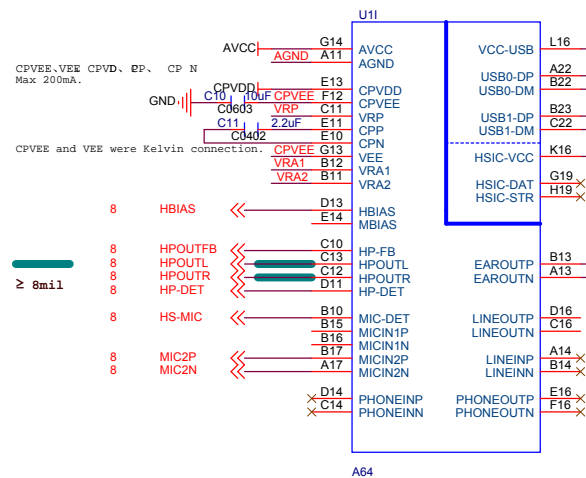 U1I
AVCC G14 AVCC VCC-USB L16
AGND A11 AGND
USB0-DP A22
CPVEE、VEE CPVD、CP P、 CP N
USB0-DM B22
Max 200mA.
CPVDD E13 CPVDD
GND C10 10uF CPVEE F12 CPVEE
C0603 VRP C11 VRP USB1-DP B23
C11 2.2uF E11 CPP USB1-DM C22
C0402 E10 CPN
CPVEE and VEE were Kelvin connection.
CPVEE G13 VEE HSIC-VCC K16
VRA1 B12 VRA1
VRA2 B11 VRA2 HSIC-DAT G19
HSIC-STR H19
8 HBIAS D13 HBIAS
E14 MBIAS
8 HPOUTFB C10 HP-FB
8 HPOUTL C13 HPOUTL EAROUTP B13
8 HPOUTR C12 HPOUTR EAROUTN A13
≥ 8mil
8 HP-DET D11 HP-DET
8 HS-MIC B10 MIC-DET LINEOUTP D16
B15 MICIN1P LINEOUTN C16
B16 MICIN1N
8 MIC2P B17 MICIN2P LINEINP A14
8 MIC2N A17 MICIN2N LINEINN B14
D14 PHONEINP PHONEOUTP E16
C14 PHONEINN PHONEOUTN F16
A64